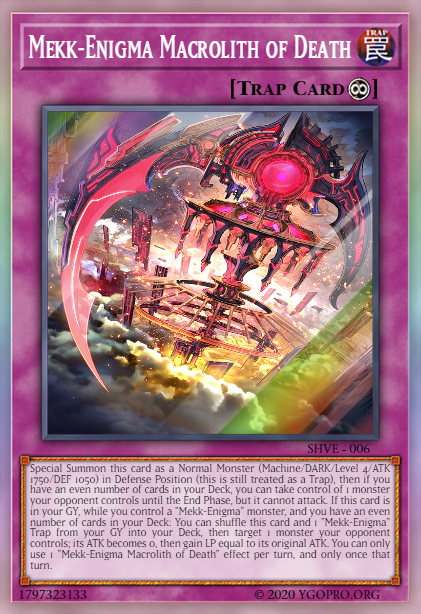 Mekk-Enigma Macrolith of Death
TRAP
罠
[Trap Card]
SHVE - 006
Special Summon this card as a Normal Monster (Machine/DARK/Level 4/ATK
1750/DEF 1050) in Defense Position (this is still treated as a Trap), then if you
have an even number of cards in your Deck, you can take control of 1 monster
your opponent controls until the End Phase, but it cannot attack. If this card
in your GY, while you control a "Mekk-Enigma" monster, and you have an
even number of cards in your Deck: You can shuffle this card and 1 "Mekk-Enigma"
Trap from your GY into your Deck, then target 1 monster your opponent
controls; its ATK becomes 0, then gain LP equal to its original ATK. You can only
use 1 "Mekk-Enigma Macrolith of Death" effect per turn, and only once that
turn.
1797323133
© 2020 YGOPRO.ORG